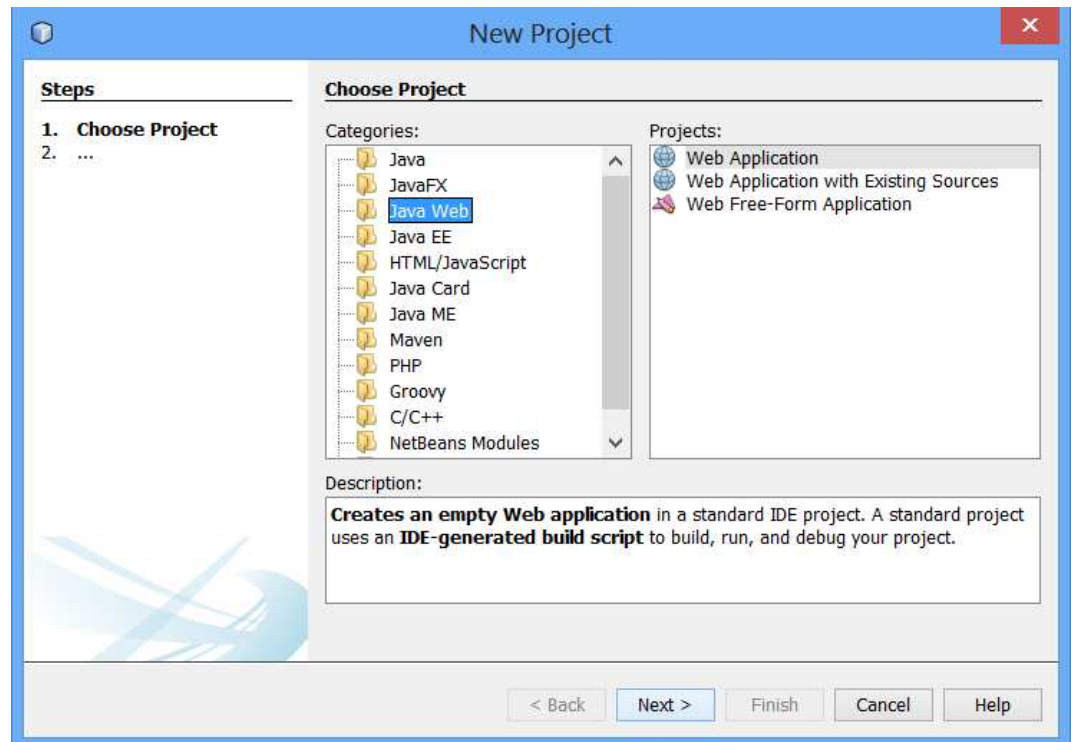 New Project
Steps
1. Choose Project
2. ...
Choose Project
Categories:
Java
JavaFX
Java Web
Java EE
HTML/JavaScript
Java Card
Java ME
Maven
PHP
Groovy
C/C++
NetBeans Modules
Projects:
Web Application
Web Application with Existing Sources
Web Free-Form Application
Description:
Creates an empty Web application in a standard IDE project. A standard project
uses an IDE-generated build script to build, run, and debug your project.
< Back Next > Finish Cancel Help